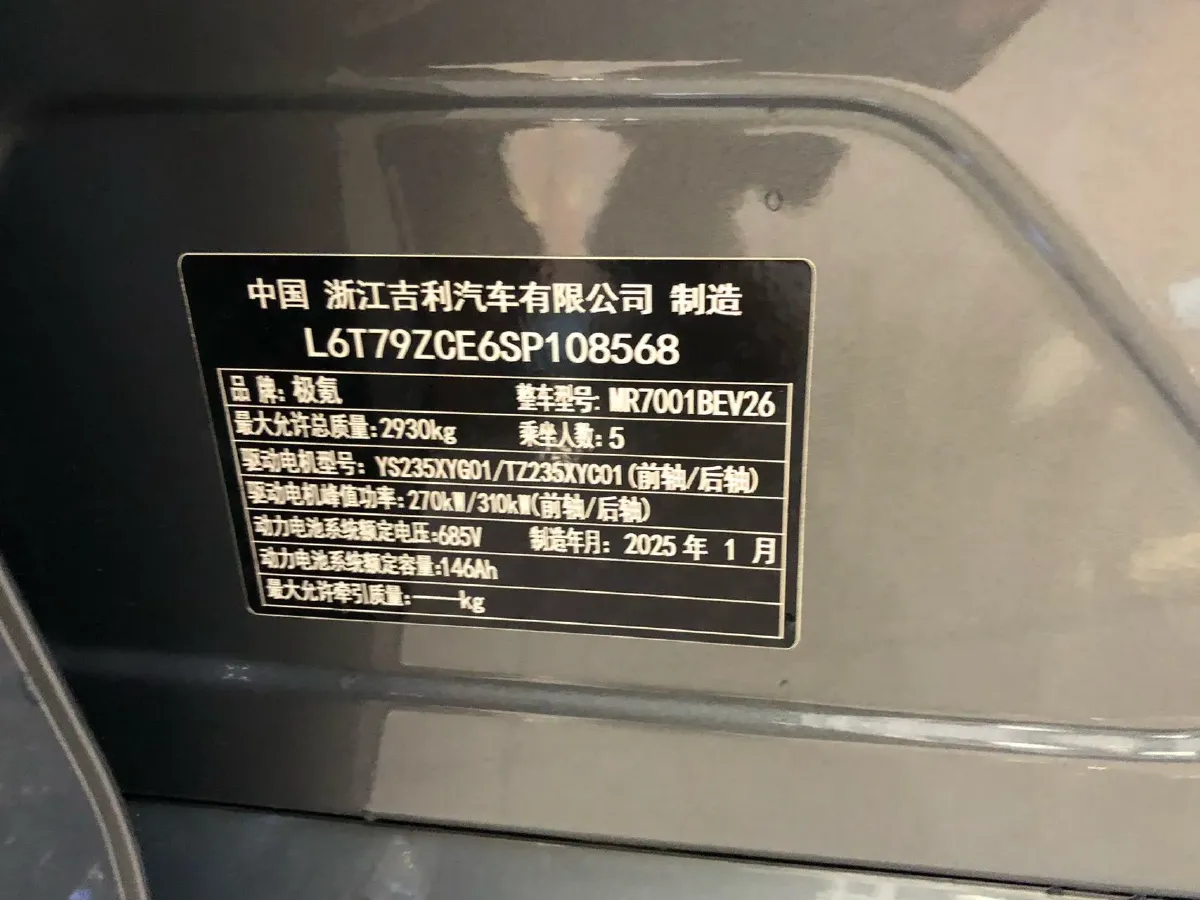 中国 浙江吉利汽车有限公司 制造
L6T79ZCE6SP108568
品牌: 极氪 整车型号: MR7001BEV26
最大允许总质量: 2930kg 乘坐人数: 5
驱动电机型号: YS235XYG01/TZ235XYC01(前轴/后轴)
驱动电机峰值功率: 270kW/310kW(前轴/后轴)
动力电池系统额定电压: 685V 制造年月: 2025年 1月
动力电池系统额定容量: 146Ah
最大允许牵引质量: ——kg